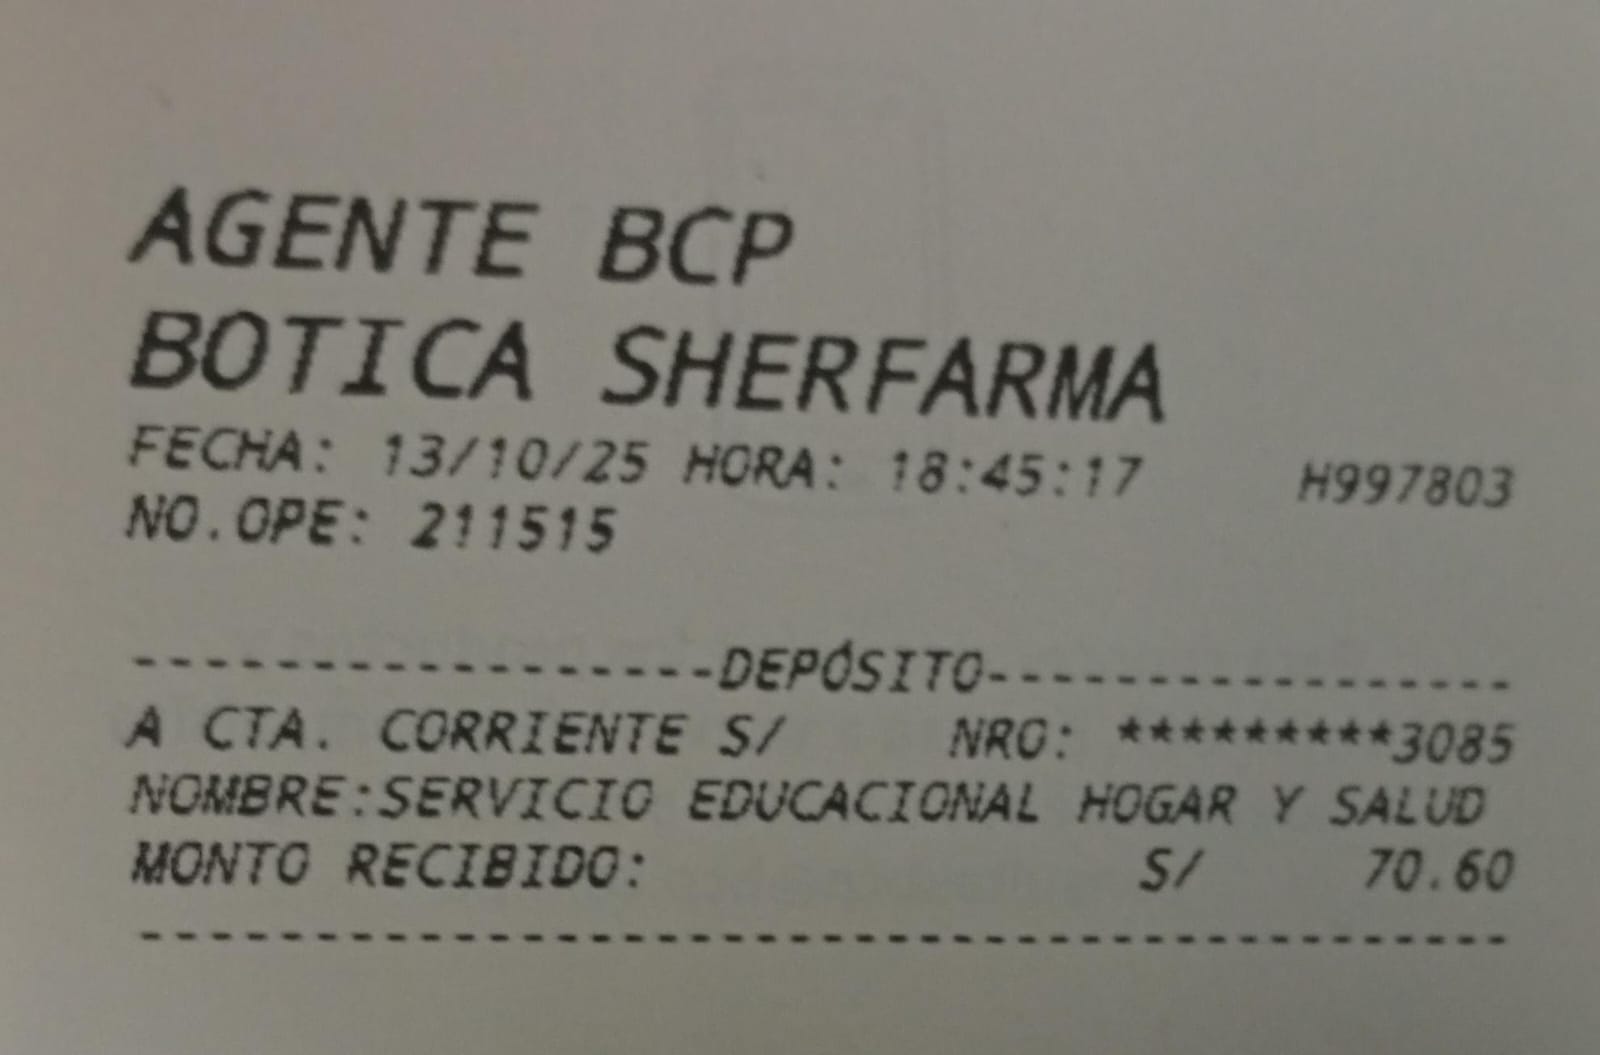 AGENTE BCP
BOTICA SHERFARMA
FECHA: 13/10/25 HORA: 18:45:17 H997803
NO.OPE: 211515
------------------DEPÓSITO------------------
A CTA. CORRIENTE S/ NRO: *********3085
NOMBRE:SERVICIO EDUCACIONAL HOGAR Y SALUD
MONTO RECIBIDO: S/ 70.60